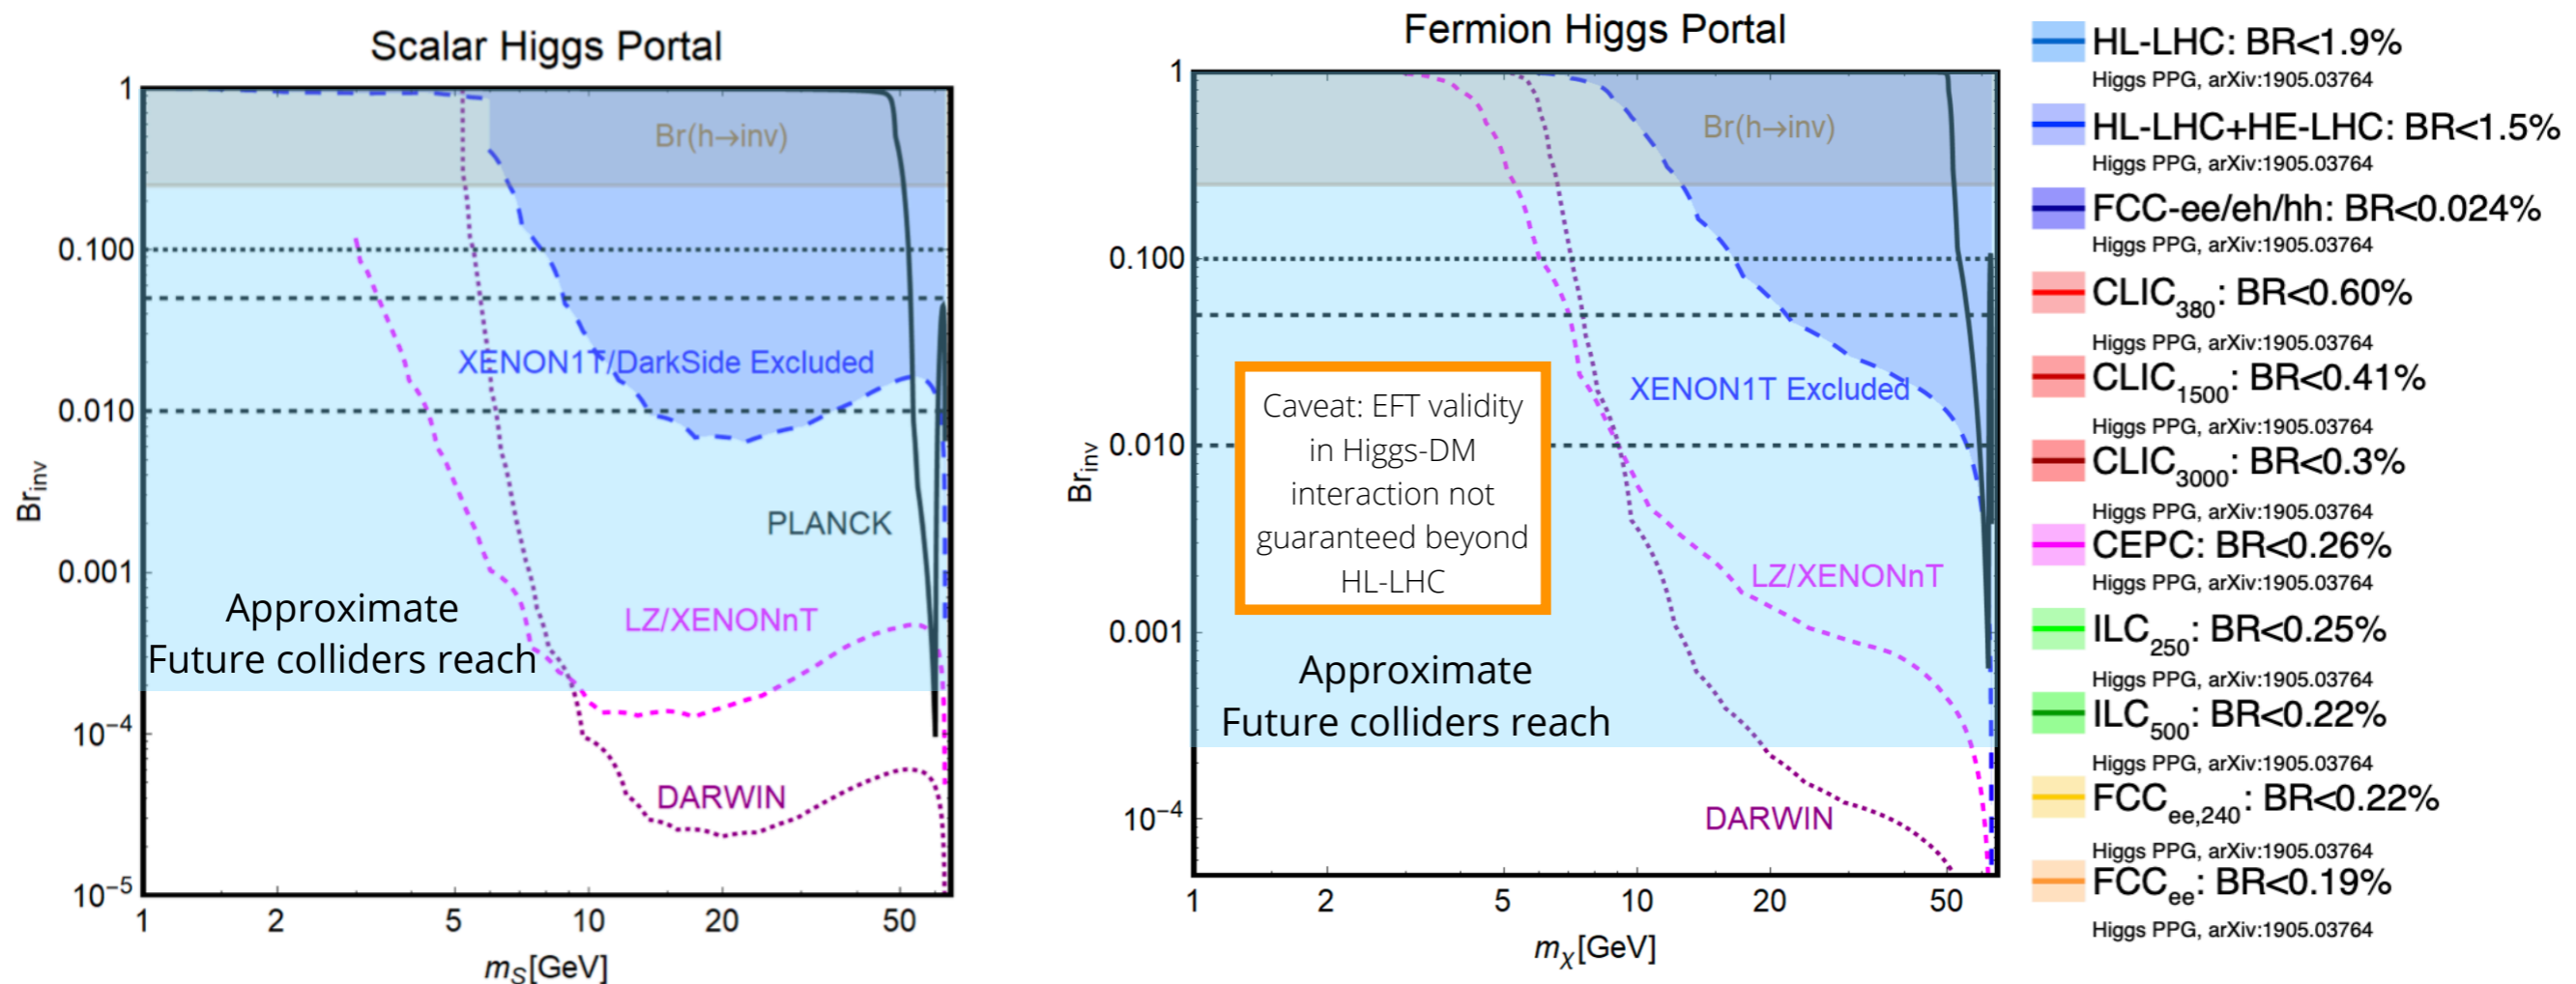 Scalar Higgs Portal
1
0.100
0.010
0.001
10⁻⁴
10⁻⁵
Br_inv
Br(h→inv)
XENON1T/DarkSide Excluded
PLANCK
Approximate
Future colliders reach
LZ/XENONnT
DARWIN
1 2 5 10 20 50
m_S[GeV]
Fermion Higgs Portal
1
0.100
0.010
0.001
10⁻⁴
Br_inv
Br(h→inv)
XENON1T Excluded
Caveat: EFT validity
in Higgs-DM
interaction not
guaranteed beyond
HL-LHC
LZ/XENONnT
Approximate
Future colliders reach
DARWIN
1 2 5 10 20 50
m_χ[GeV]
HL-LHC: BR<1.9%
Higgs PPG, arXiv:1905.03764
HL-LHC+HE-LHC: BR<1.5%
Higgs PPG, arXiv:1905.03764
FCC-ee/eh/hh: BR<0.024%
Higgs PPG, arXiv:1905.03764
CLIC₃₈₀: BR<0.60%
Higgs PPG, arXiv:1905.03764
CLIC₁₅₀₀: BR<0.41%
Higgs PPG, arXiv:1905.03764
CLIC₃₀₀₀: BR<0.3%
Higgs PPG, arXiv:1905.03764
CEPC: BR<0.26%
Higgs PPG, arXiv:1905.03764
ILC₂₅₀: BR<0.25%
Higgs PPG, arXiv:1905.03764
ILC₅₀₀: BR<0.22%
Higgs PPG, arXiv:1905.03764
FCC_ee,240: BR<0.22%
Higgs PPG, arXiv:1905.03764
FCC_ee: BR<0.19%
Higgs PPG, arXiv:1905.03764